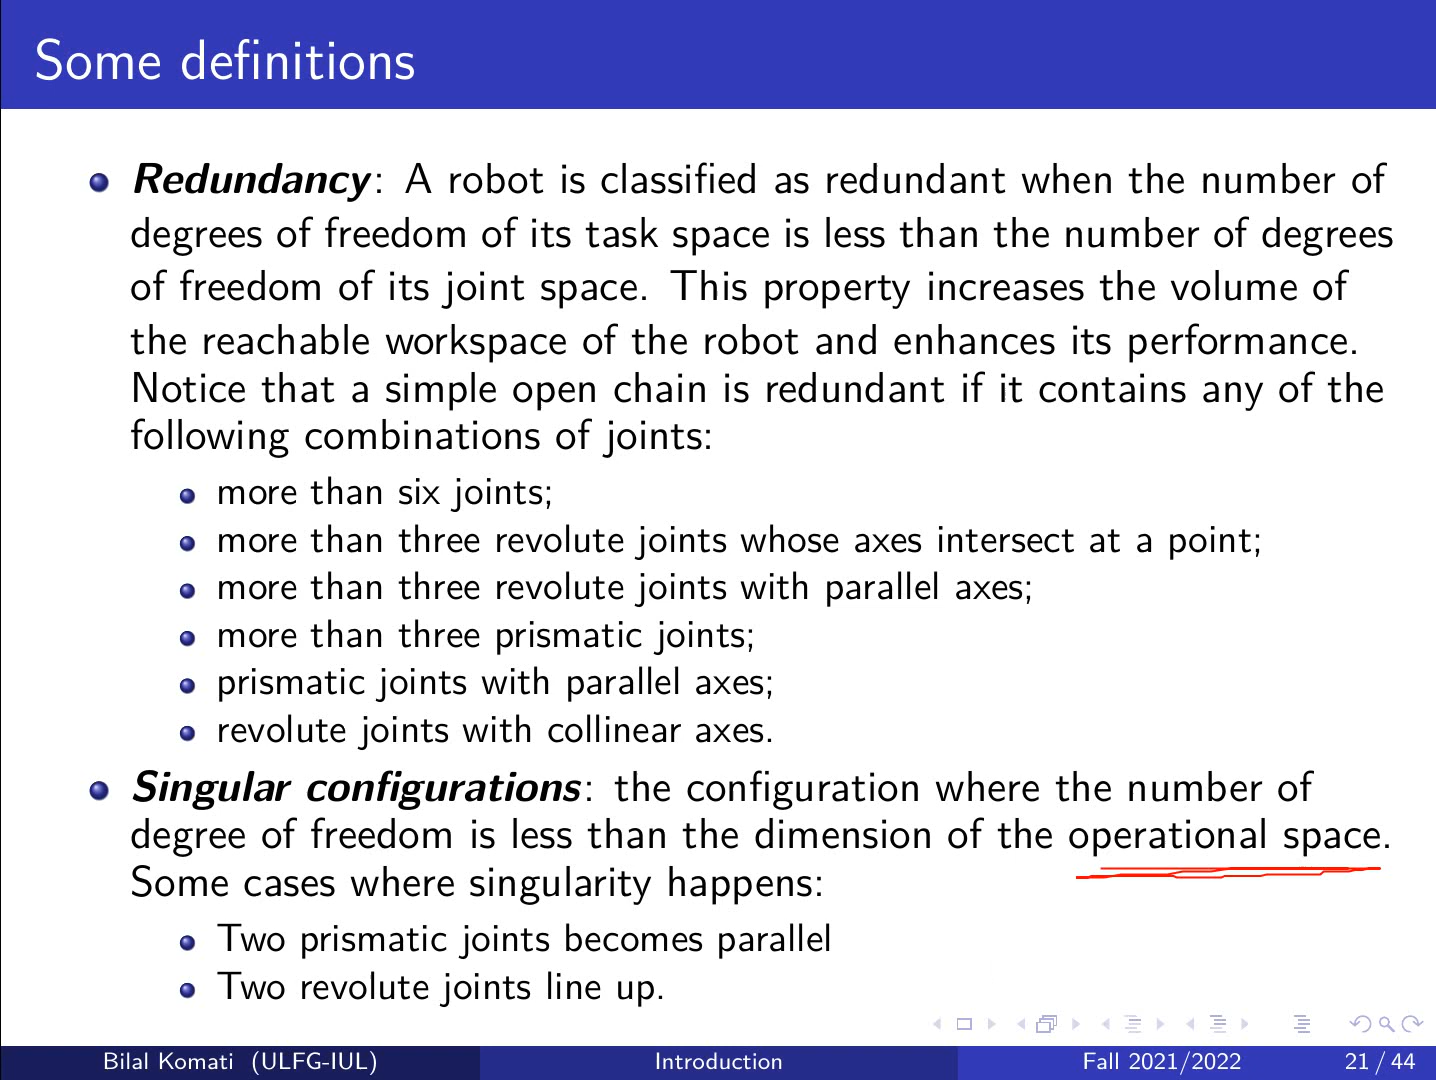 Some definitions
Redundancy: A robot is classified as redundant when the number of
degrees of freedom of its task space is less than the number of degrees
of freedom of its joint space. This property increases the volume of
the reachable workspace of the robot and enhances its performance.
Notice that a simple open chain is redundant if it contains any of the
following combinations of joints:
more than six joints;
more than three revolute joints whose axes intersect at a point;
more than three revolute joints with parallel axes;
more than three prismatic joints;
prismatic joints with parallel axes;
revolute joints with collinear axes.
Singular configurations: the configuration where the number of
degree of freedom is less than the dimension of the operational space.
Some cases where singularity happens:
Two prismatic joints becomes parallel
Two revolute joints line up.
Bilal Komati (ULFG-IUL) Introduction Fall 2021/2022 21 / 44